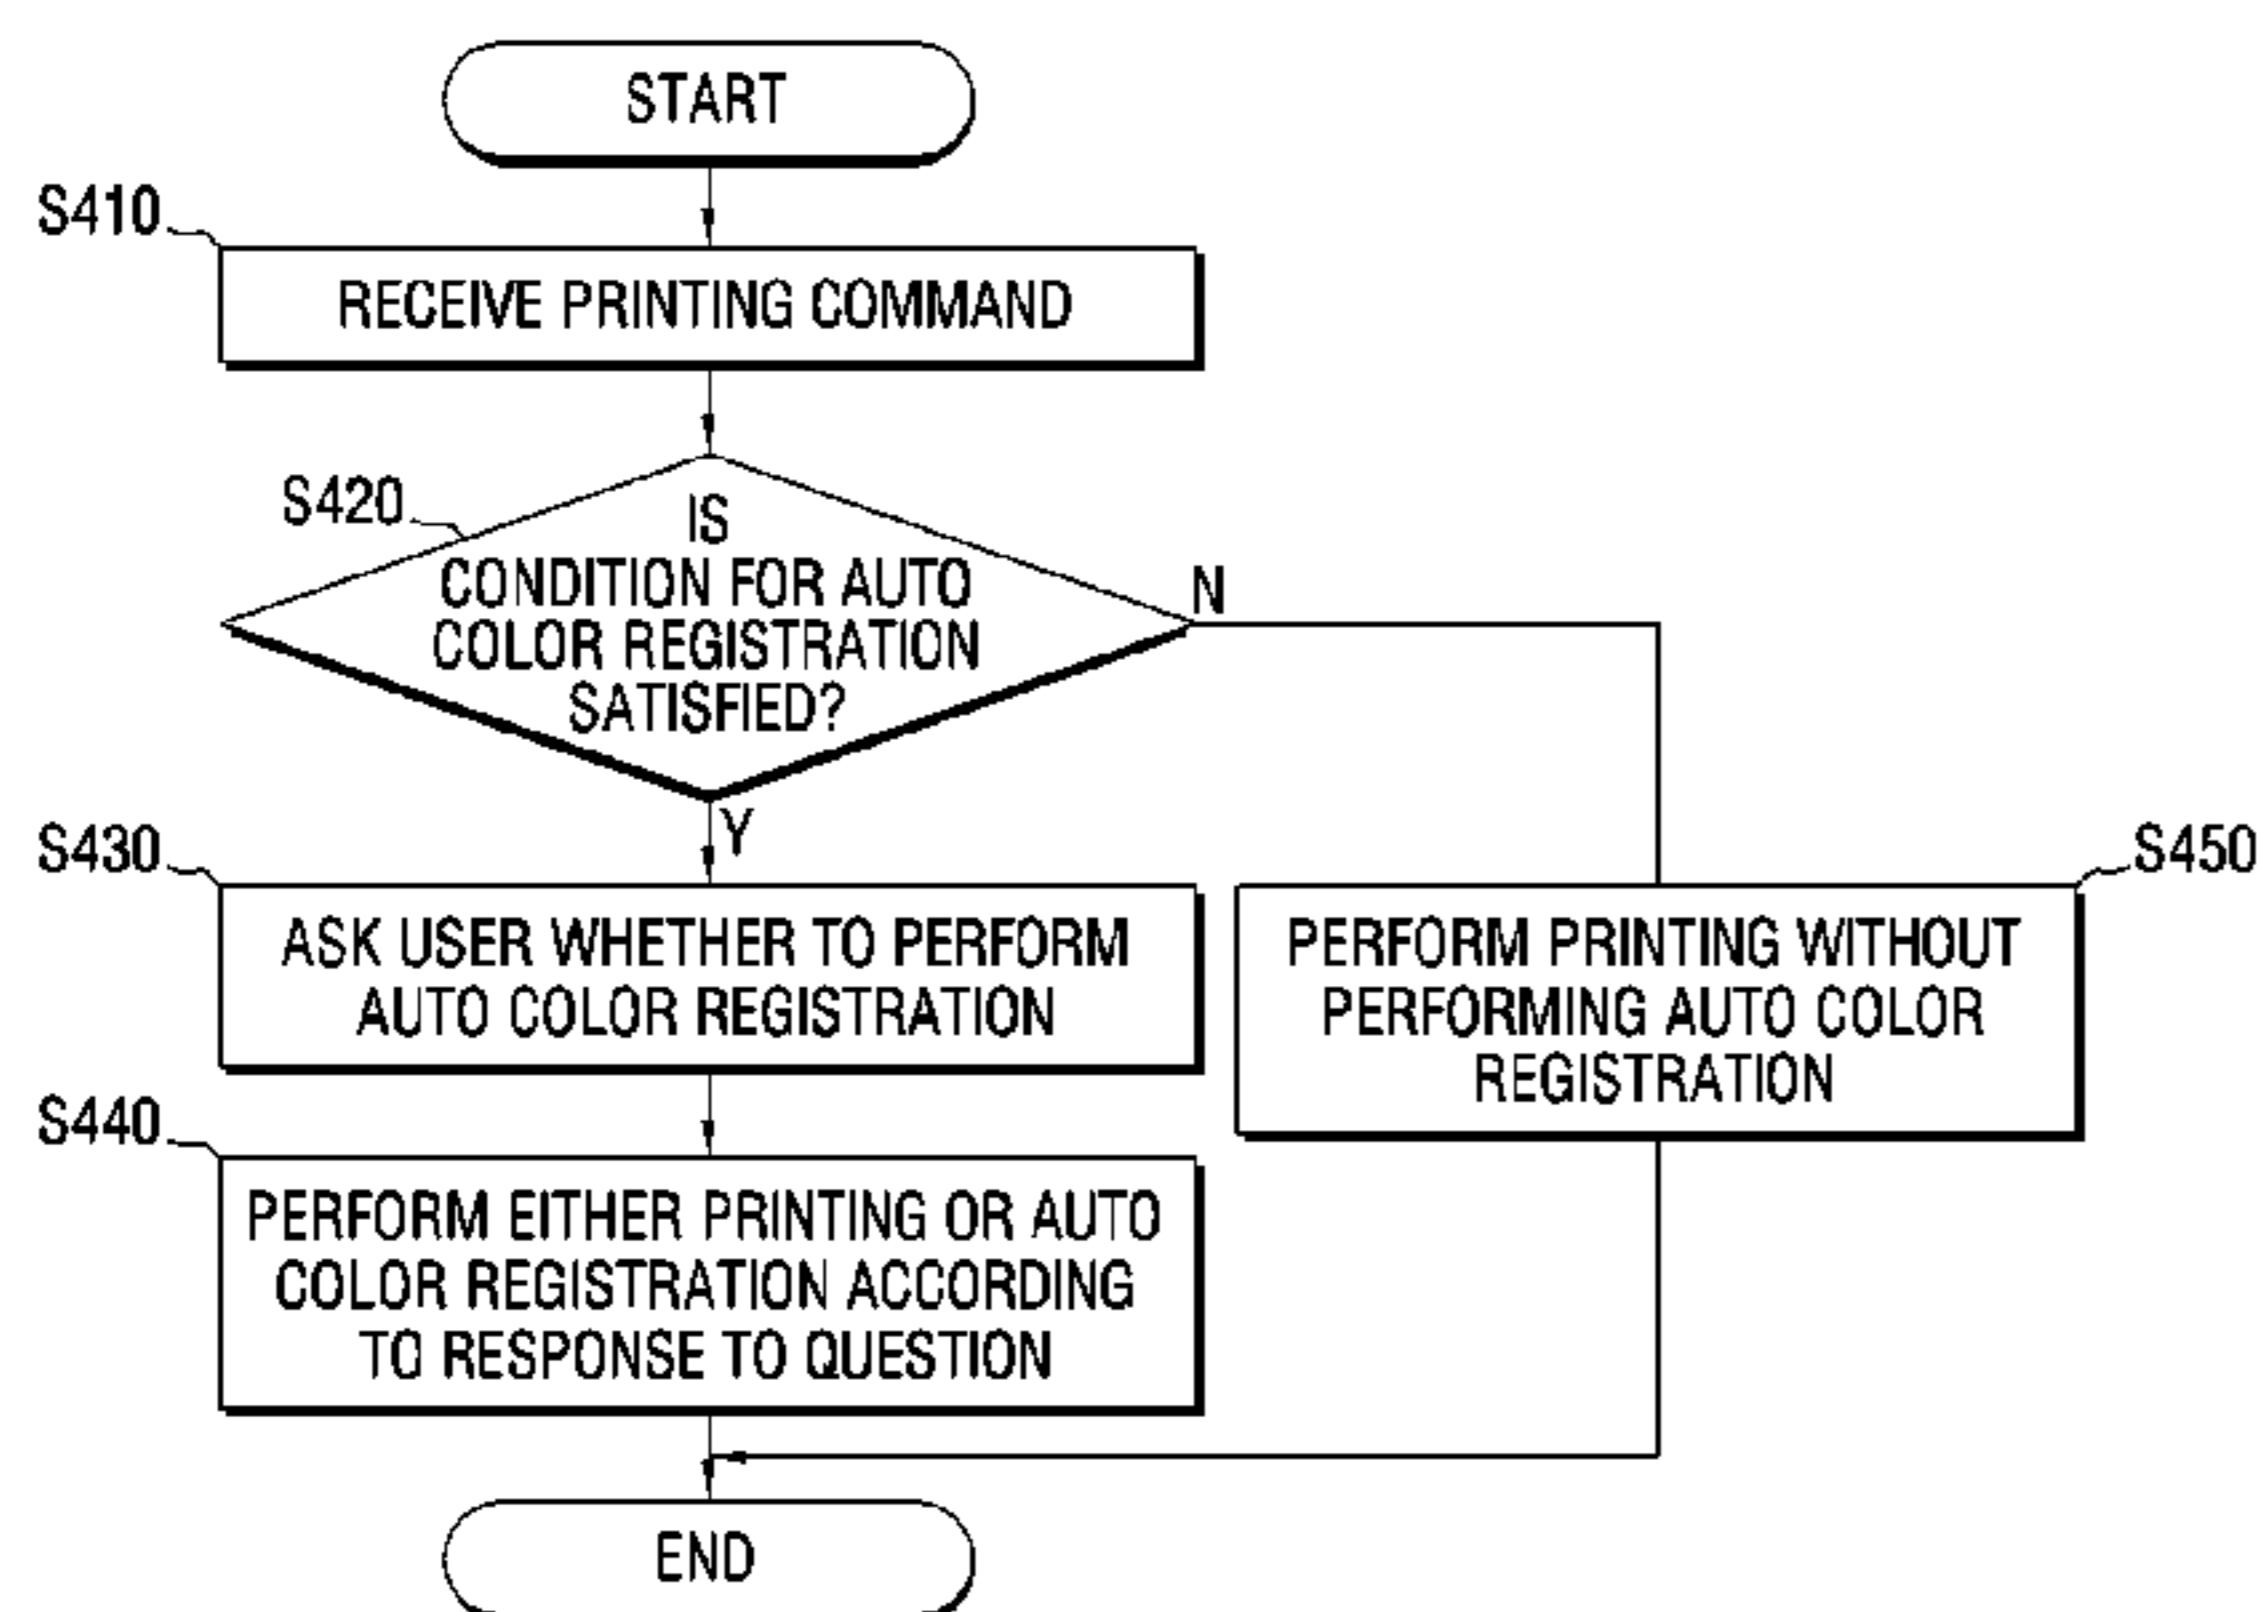 START
S410
RECEIVE PRINTING COMMAND
S420
IS
CONDITION FOR AUTO
COLOR REGISTRATION
SATISFIED?
N
Y
S430
ASK USER WHETHER TO PERFORM
AUTO COLOR REGISTRATION
S450
PERFORM PRINTING WITHOUT
PERFORMING AUTO COLOR
REGISTRATION
S440
PERFORM EITHER PRINTING OR AUTO
COLOR REGISTRATION ACCORDING
TO RESPONSE TO QUESTION
END